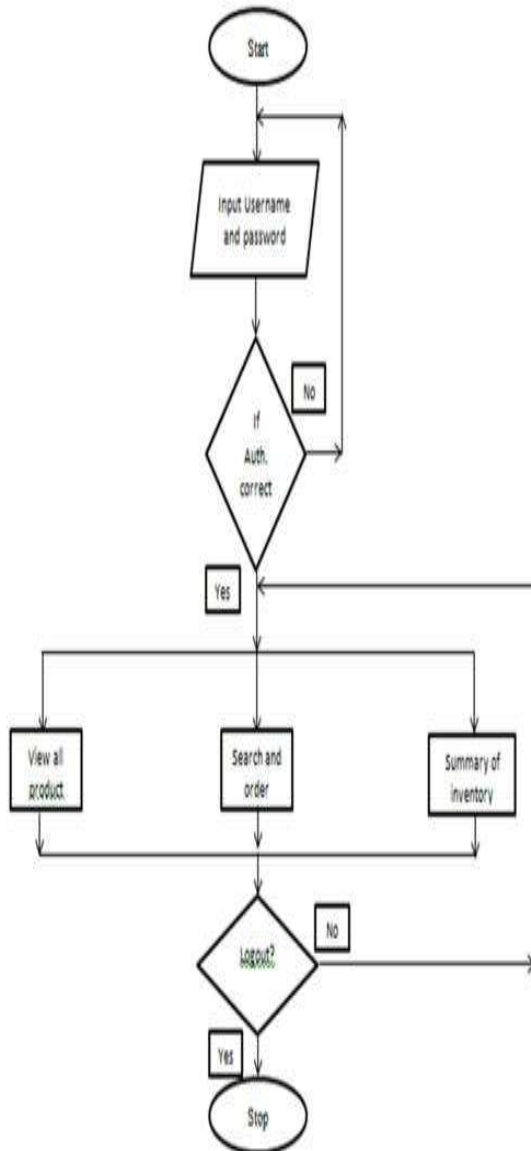 Start
Input Username
and password
No
If
Auth.
correct
Yes
View all
product
Search and
order
Summary of
inventory
No
Logout?
Yes
Stop